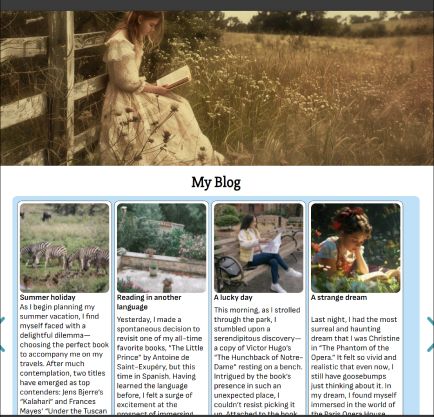 My Blog
Summer holiday
As I begin planning my
summer vacation, I find
myself faced with a
delightful dilemma—
choosing the perfect book
to accompany me on my
travels. After much
contemplation, two titles
have emerged as top
contenders: Jens Bjerre's
"Kalahari" and Frances
Mayes' "Under the Tuscan
Reading in another
language
Yesterday, I made a
spontaneous decision to
revisit one of my all-time
favorite books, "The Little
Prince" by Antoine de
Saint-Exupéry, but this
time in Spanish. Having
learned the language
before, I felt a surge of
excitement at the
prospect of immersing
A lucky day
This morning, as I strolled
through the park, I
stumbled upon a
serendipitous discovery—
a copy of Victor Hugo's
"The Hunchback of Notre-
Dame" resting on a bench.
Intrigued by the book's
presence in such an
unexpected place, I
couldn't resist picking it
up. Attached to the book
A strange dream
Last night, I had the most
surreal and haunting
dream that I was Christine
in "The Phantom of the
Opera." It felt so vivid and
realistic that even now, I
still have goosebumps
just thinking about it. In
my dream, I found myself
immersed in the world of
the Paris Opera House